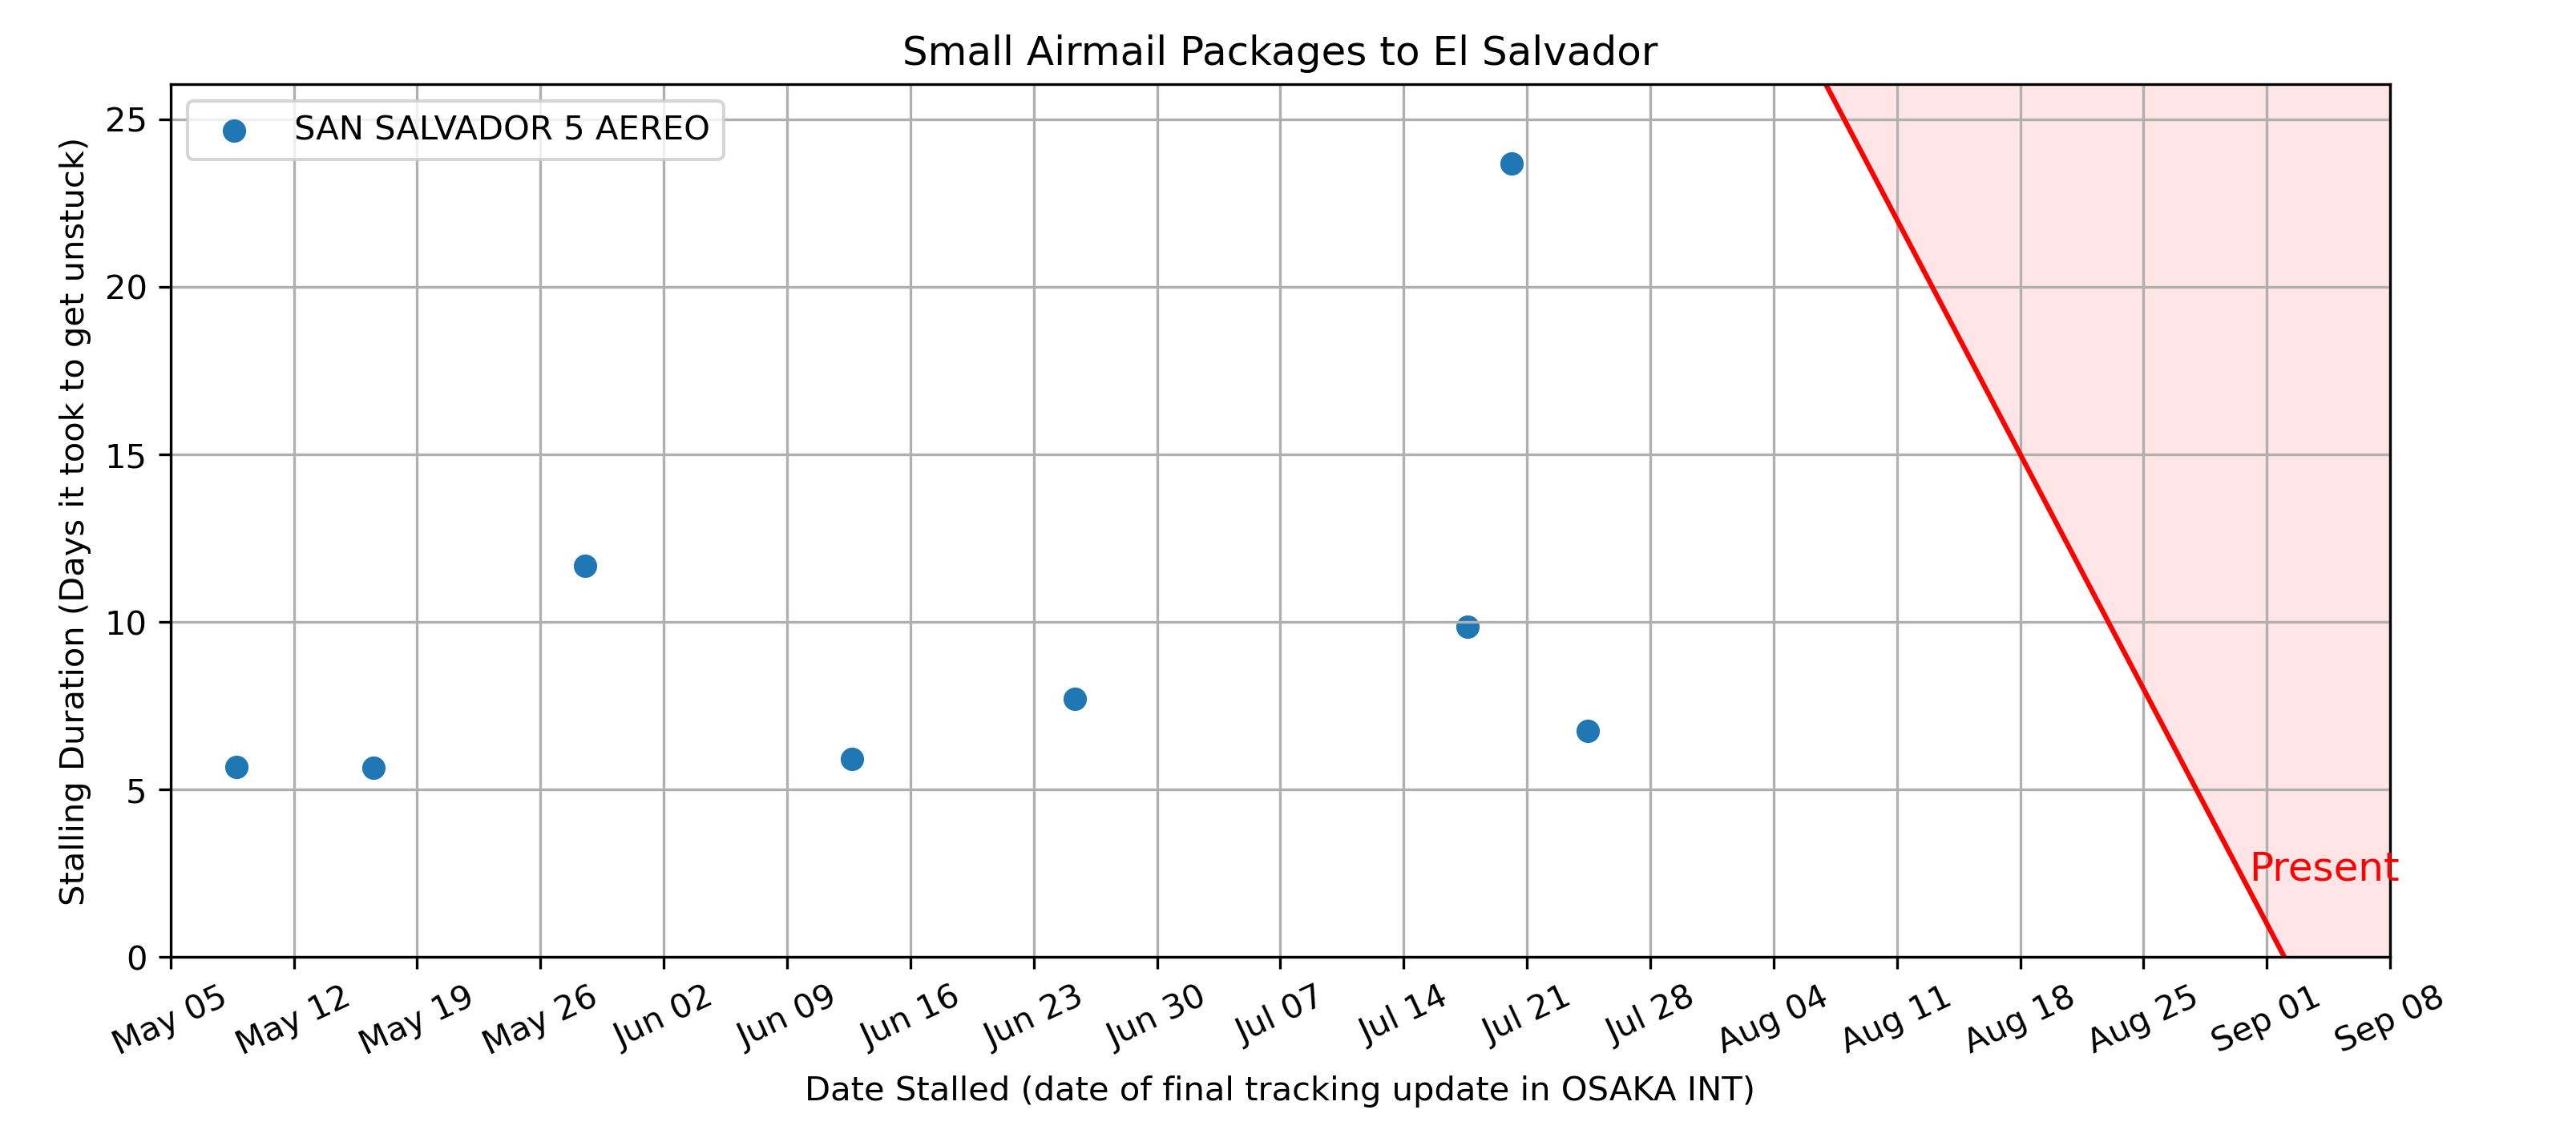 Small Airmail Packages to El Salvador
SAN SALVADOR 5 AEREO
Stalling Duration (Days it took to get unstuck)
25
20
15
10
5
0
Present
May 05
May 12
May 19
May 26
Jun 02
Jun 09
Jun 16
Jun 23
Jun 30
Jul 07
Jul 14
Jul 21
Jul 28
Aug 04
Aug 11
Aug 18
Aug 25
Sep 01
Sep 08
Date Stalled (date of final tracking update in OSAKA INT)